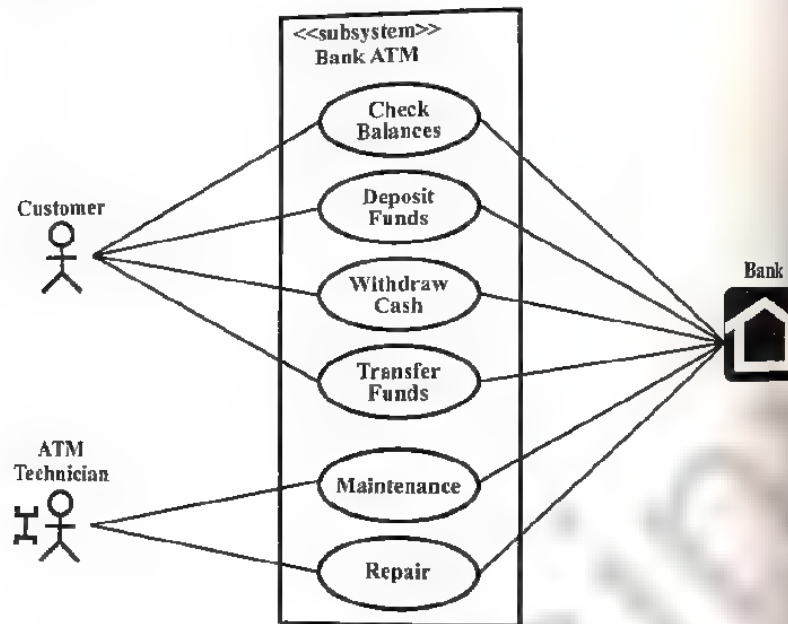 <<subsystem>>
Bank ATM
Check
Balances
Customer
Deposit
Funds
Withdraw
Cash
Bank
Transfer
Funds
ATM
Technician
Maintenance
Repair